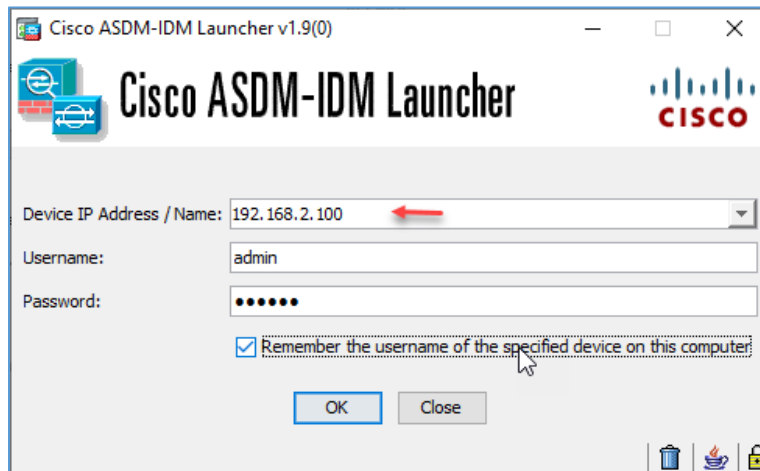 Cisco ASDM-IDM Launcher v1.9(0)
Cisco ASDM-IDM Launcher
CISCO
Device IP Address / Name: 192.168.2.100
Username: admin
Password: ••••••
Remember the username of the specified device on this computer
OK Close